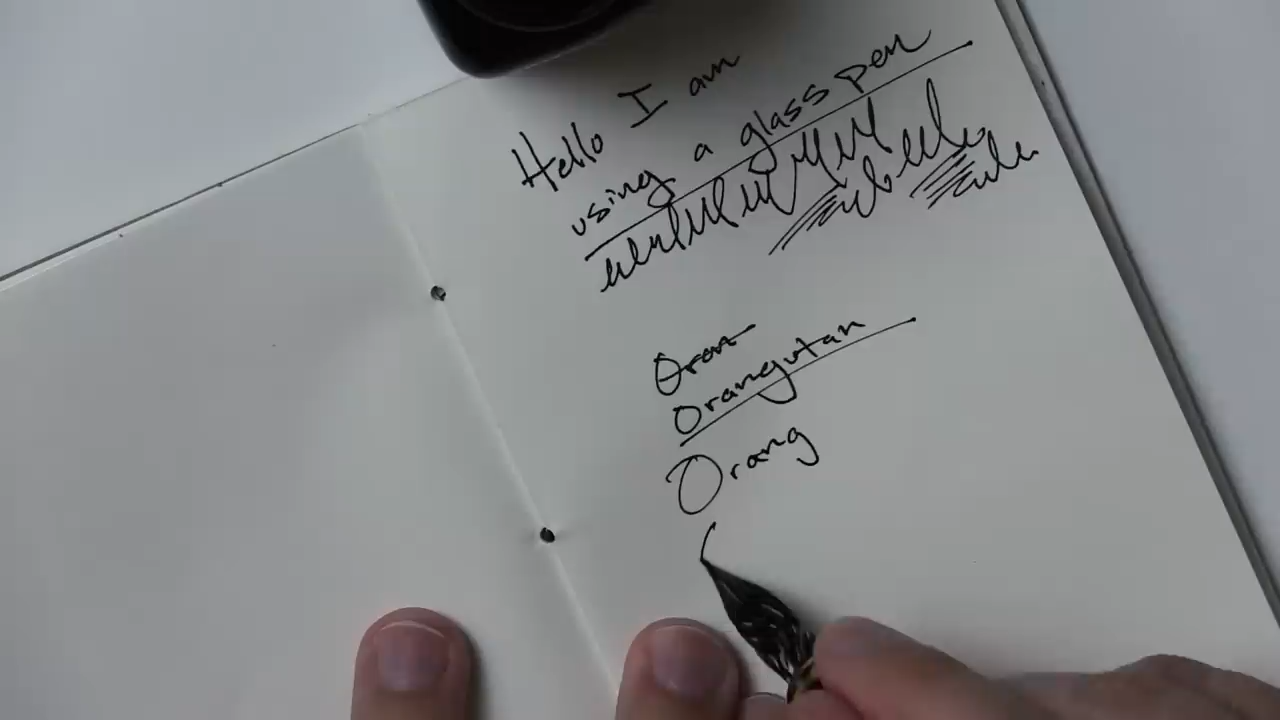 Hello I am
using a glass pen
Oran
Orangutan
Orang